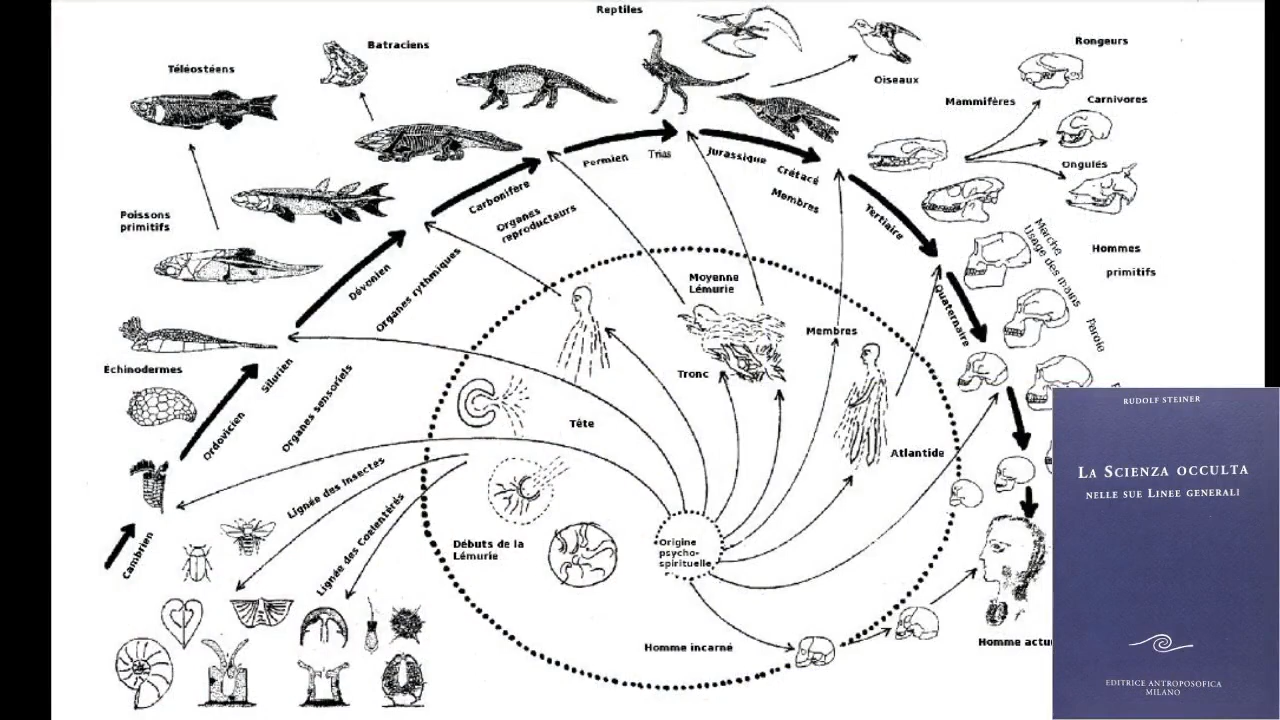 Reptiles
Batraciens
Rongeurs
Téléostéens
Oiseaux
Mammifères
Carnivores
Ongulés
Permien
Trias
Jurassique
Crétacé
Membres
Tertiaire
Carbonifère
Organes
reproducteurs
Poissons
primitifs
Marche
Usage des mains
Hommes
primitifs
Dévonien
Organes rythmiques
Moyenne
Lémurie
Quaternaire
Parole
Membres
Echinodermes
Silurien
Ordovicien
Organes sensoriels
Tronc
Tête
Atlantide
Lignée des Insectes
Lignée des Coelentérés
Cambrien
Débuts de la
Lémurie
Origine
psycho-
spirituelle
Homme incarné
Homme actu
RUDOLF STEINER
LA SCIENZA OCCULTA
NELLE SUE LINEE GENERALI
EDITRICE ANTROPOSOFICA
MILANO